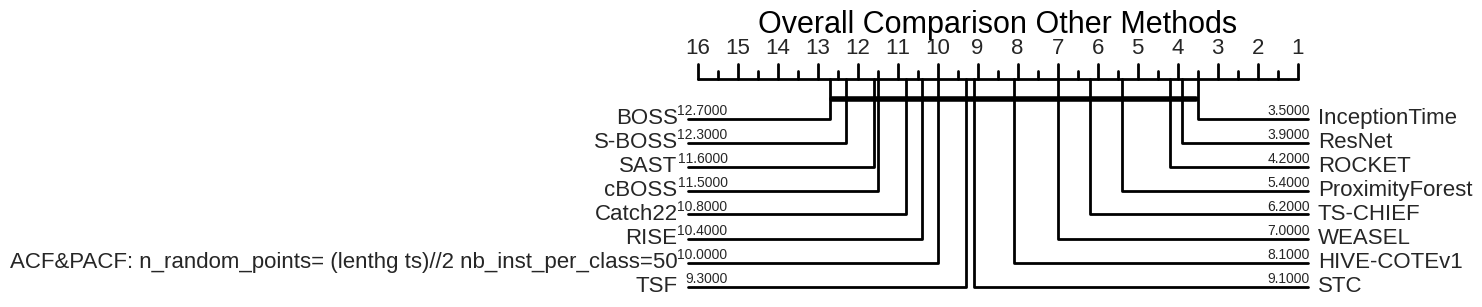 Overall Comparison Other Methods
16 15 14 13 12 11 10 9 8 7 6 5 4 3 2 1
BOSS 12.7000 3.5000 InceptionTime
S-BOSS 12.3000 3.9000 ResNet
SAST 11.6000 4.2000 ROCKET
cBOSS 11.5000 5.4000 ProximityForest
Catch22 10.8000 6.2000 TS-CHIEF
RISE 10.4000 7.0000 WEASEL
ACF&PACF: n_random_points= (lenthg ts)//2 nb_inst_per_class=50 10.0000 8.1000 HIVE-COTEv1
TSF 9.3000 9.1000 STC